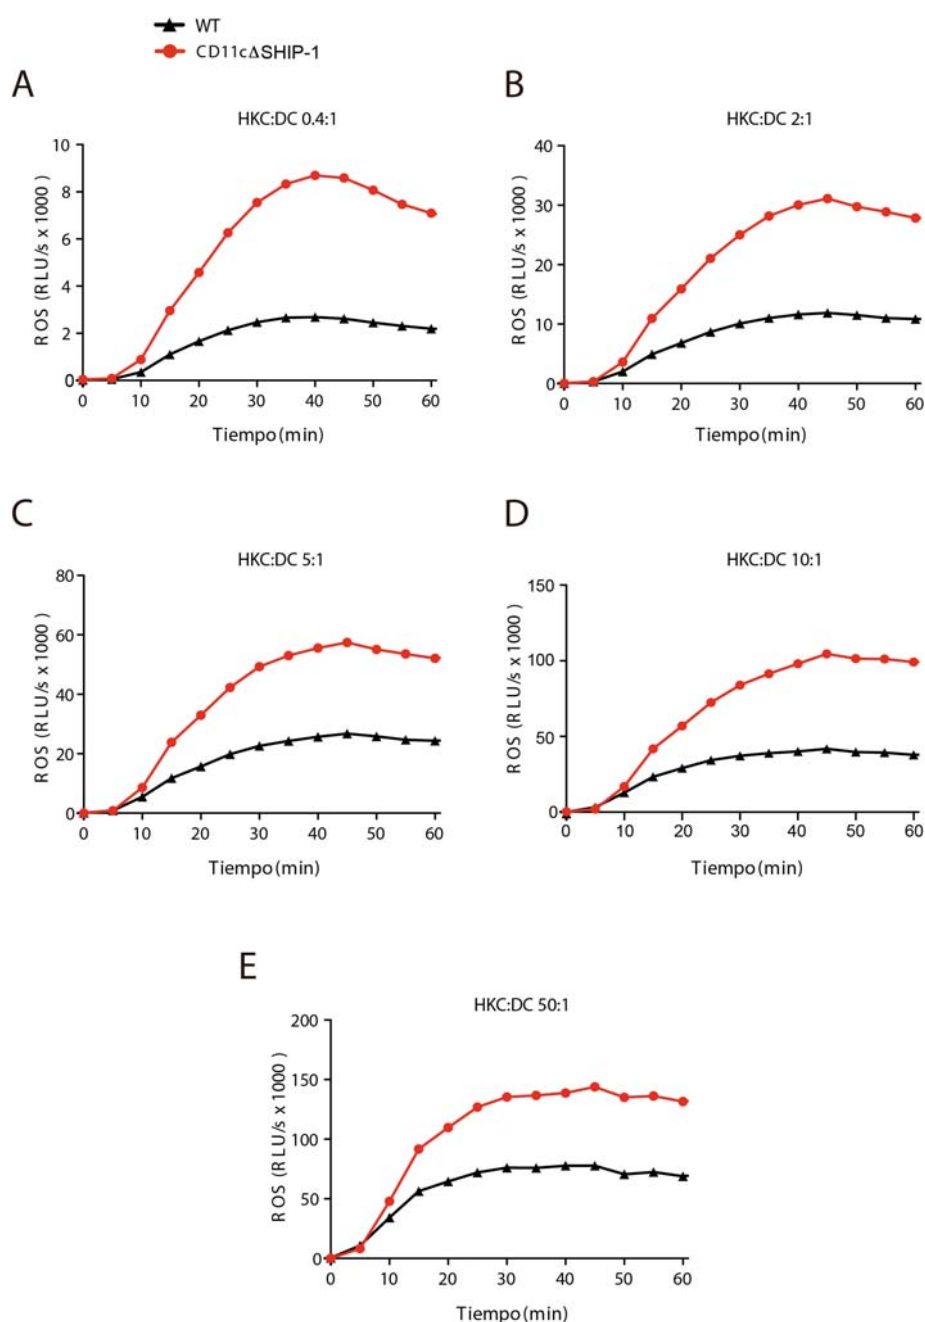 WT
CD11cΔSHIP-1
A
HKC:DC 0.4:1
ROS (RLU/s x 1000 )
10
8
6
4
2
0
0 10 20 30 40 50 60
Tiempo(min)
B
HKC:DC 2:1
ROS (RLU/s x 1000 )
40
30
20
10
0
0 10 20 30 40 50 60
Tiempo(min)
C
HKC:DC 5:1
ROS (RLU/s x 1000 )
80
60
40
20
0
0 10 20 30 40 50 60
Tiempo(min)
D
HKC:DC 10:1
ROS (RLU/s x 1000 )
150
100
50
0
0 10 20 30 40 50 60
Tiempo(min)
E
HKC:DC 50:1
ROS (RLU/s x 1000 )
200
150
100
50
0
0 10 20 30 40 50 60
Tiempo(min)